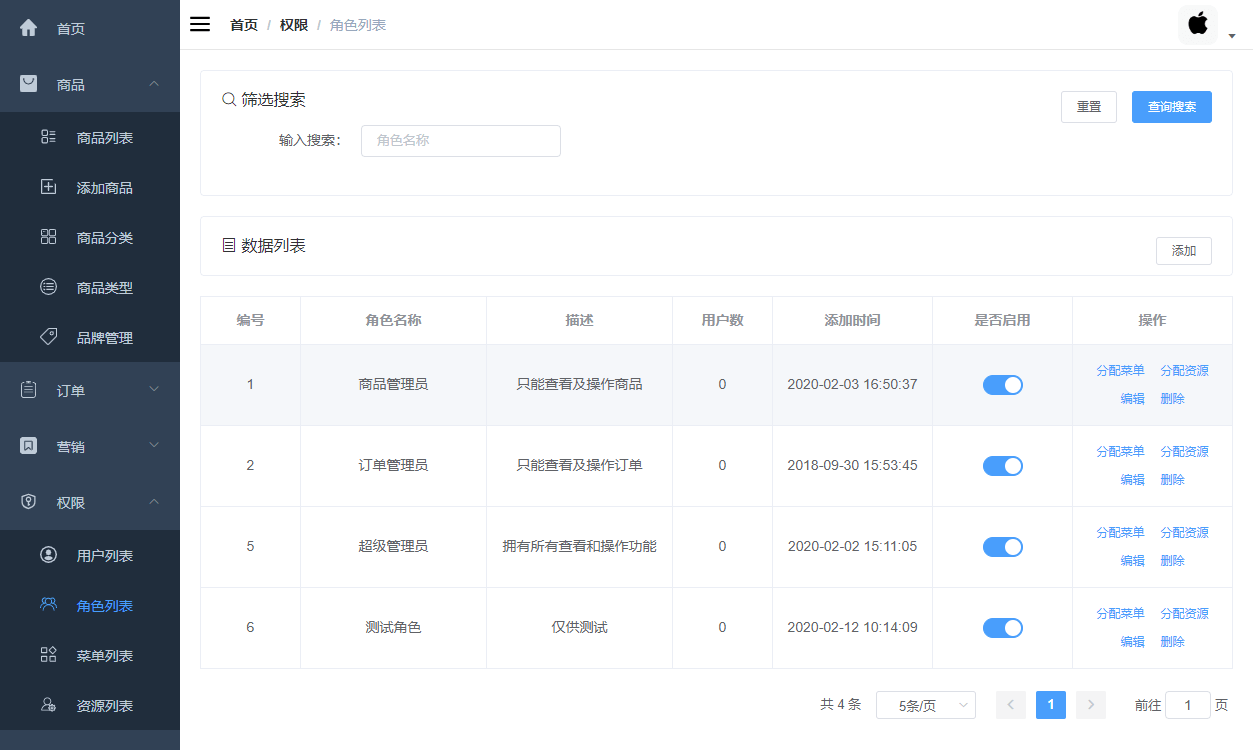 首页
商品
商品列表
添加商品
商品分类
商品类型
品牌管理
订单
营销
权限
用户列表
角色列表
菜单列表
资源列表
首页 / 权限 / 角色列表
筛选搜索
重置 查询搜索
输入搜索： 角色名称
数据列表
添加
编号 角色名称 描述 用户数 添加时间 是否启用 操作
1 商品管理员 只能查看及操作商品 0 2020-02-03 16:50:37 分配菜单 分配资源
编辑 删除
2 订单管理员 只能查看及操作订单 0 2018-09-30 15:53:45 分配菜单 分配资源
编辑 删除
5 超级管理员 拥有所有查看和操作功能 0 2020-02-02 15:11:05 分配菜单 分配资源
编辑 删除
6 测试角色 仅供测试 0 2020-02-12 10:14:09 分配菜单 分配资源
编辑 删除
共 4 条 5条/页 1 前往 1 页